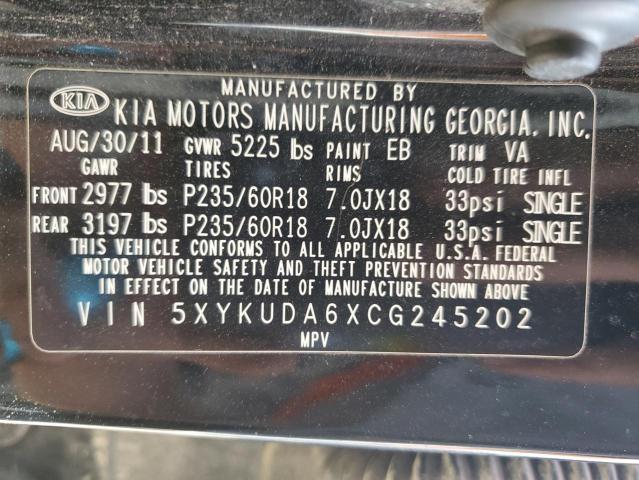 MANUFACTURED BY
KIA KIA MOTORS MANUFACTURING GEORGIA, INC.
AUG/30/11 GVWR 5225 lbs PAINT EB TRIM VA
GAWR TIRES RIMS COLD TIRE INFL
FRONT 2977 lbs P235/60R18 7.0JX18 33psi SINGLE
REAR 3197 lbs P235/60R18 7.0JX18 33psi SINGLE
THIS VEHICLE CONFORMS TO ALL APPLICABLE U.S.A. FEDERAL
MOTOR VEHICLE SAFETY AND THEFT PREVENTION STANDARDS
IN EFFECT ON THE DATE OF MANUFACTURE SHOWN ABOVE
VIN 5XYKUDA6XCG245202
MPV